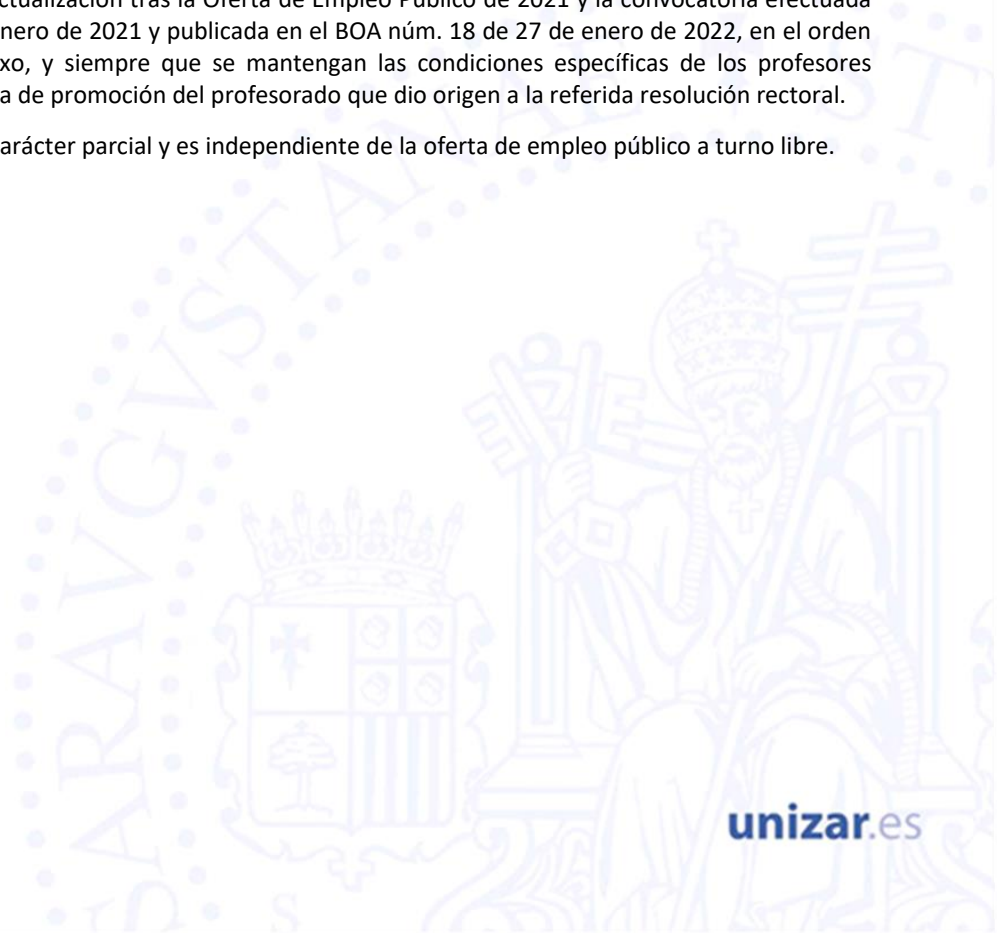 ctualización tras la Oferta de Empleo Público de 2021 y la convocatoria efectuada
nero de 2021 y publicada en el BOA núm. 18 de 27 de enero de 2022, en el orden
xo, y siempre que se mantengan las condiciones específicas de los profesores
a de promoción del profesorado que dio origen a la referida resolución rectoral.
arácter parcial y es independiente de la oferta de empleo público a turno libre.
SARAVGVSTANAE
ST
S
unizar.es